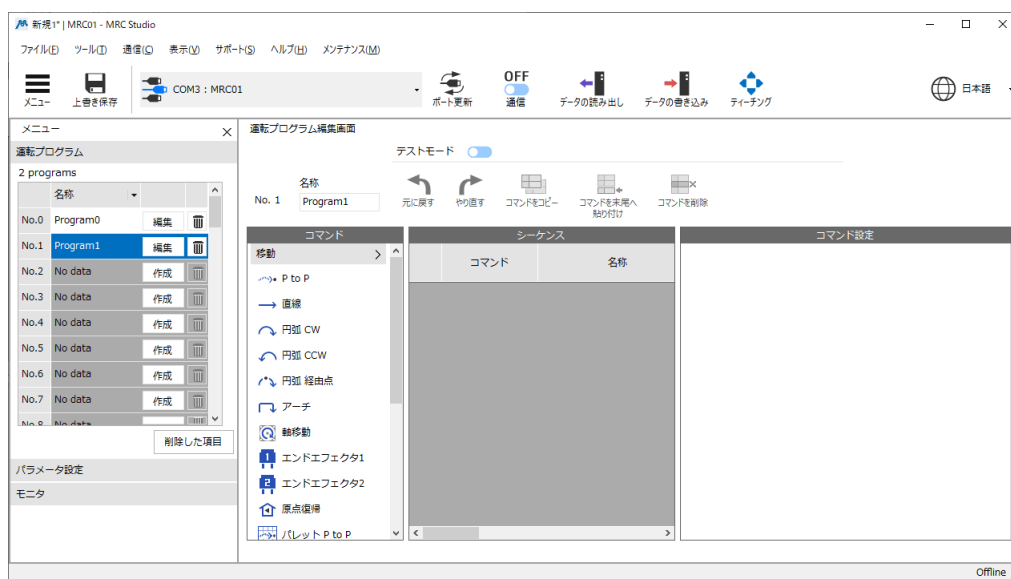 新規1* | MRC01 - MRC Studio
ファイル(F) ツール(T) 通信(C) 表示(V) サポート(S) ヘルプ(H) メンテナンス(M)
メニュー
上書き保存
COM3 : MRC01
ポート更新
OFF
通信
データの読み出し
データの書き込み
ティーチング
日本語
メニュー
運転プログラム
2 programs
名称
No.0 Program0 編集
No.1 Program1 編集
No.2 No data 作成
No.3 No data 作成
No.4 No data 作成
No.5 No data 作成
No.6 No data 作成
No.7 No data 作成
No.8 No data
削除した項目
パラメータ設定
モニタ
運転プログラム編集画面
テストモード
No. 1
名称
Program1
元に戻す
やり直す
コマンドをコピー
コマンドを末尾へ
貼り付け
コマンドを削除
コマンド
移動
P to P
直線
円弧 CW
円弧 CCW
円弧 経由点
アーチ
軸移動
エンドエフェクタ1
エンドエフェクタ2
原点復帰
パレット P to P
シーケンス
コマンド 名称
コマンド設定
Offline